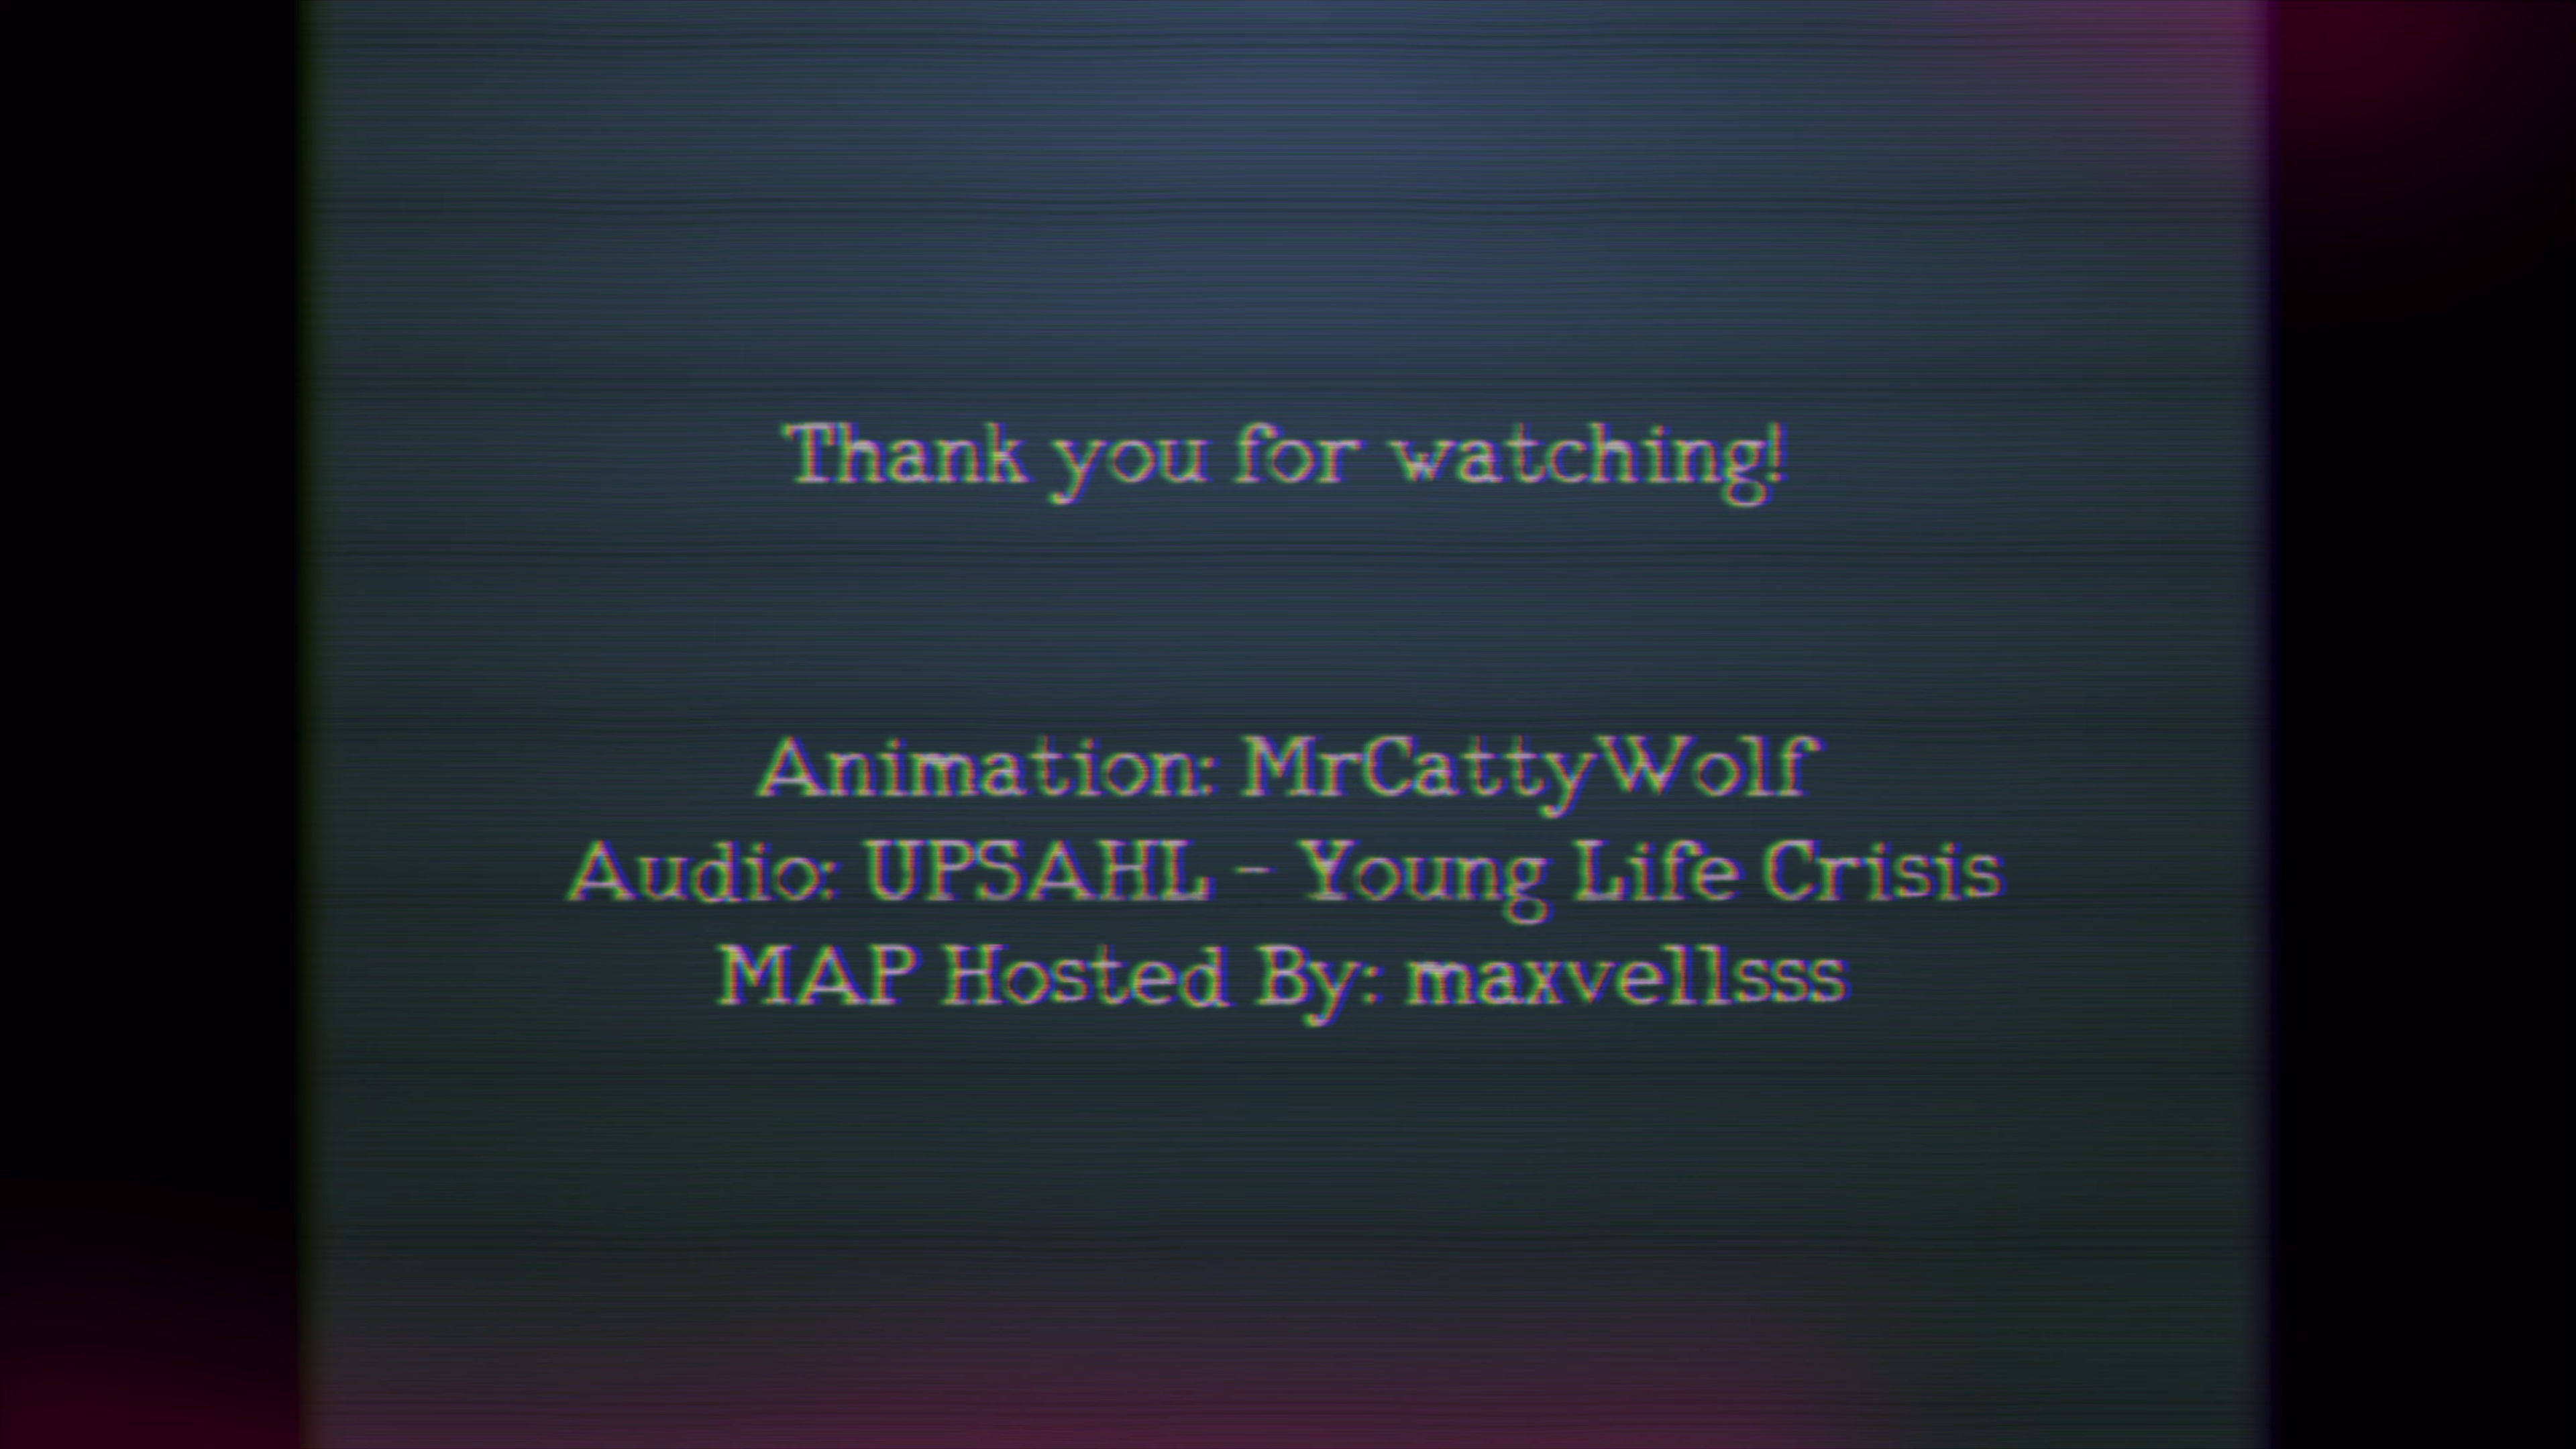 Thank you for watching!
Animation: MrCattyWolf
Audio: UPSAHL - Young Life Crisis
MAP Hosted By: maxvellsss